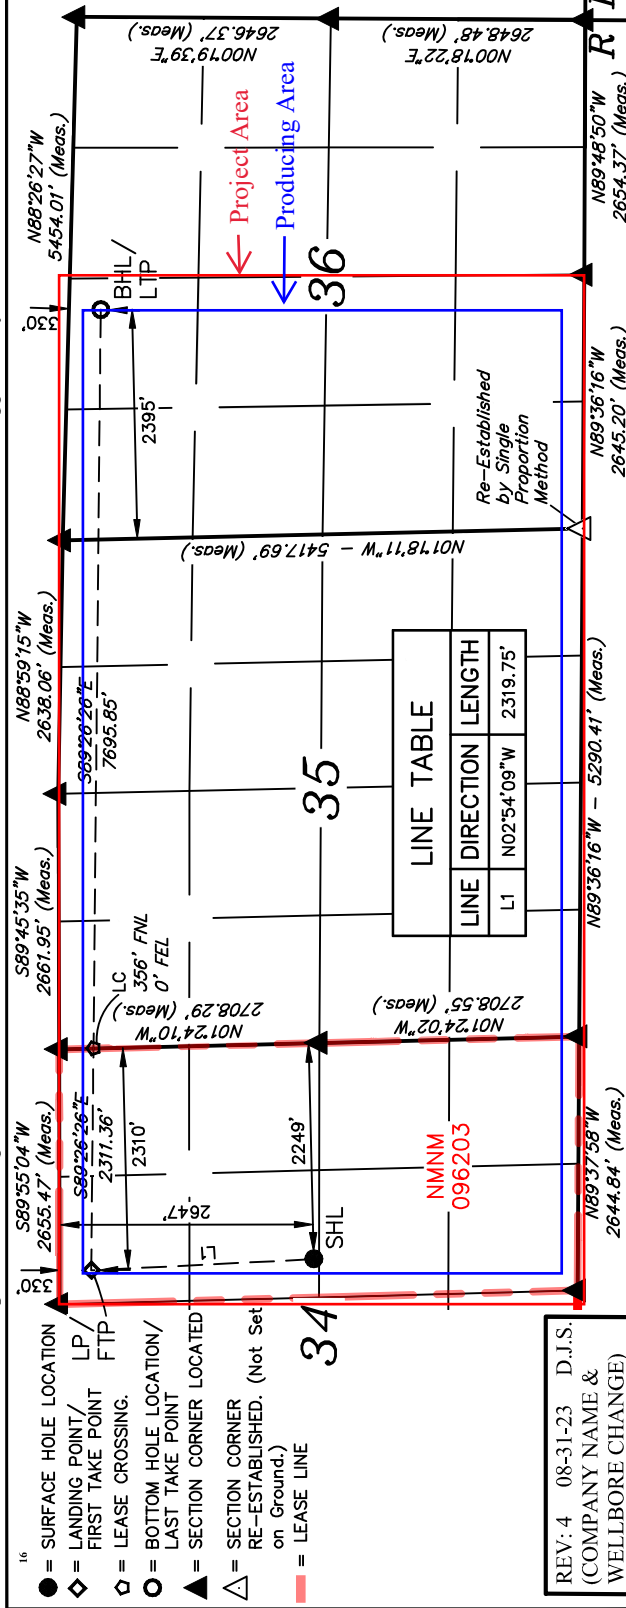 16
● = SURFACE HOLE LOCATION
◇ = LANDING POINT/
FIRST TAKE POINT
⬠ = LEASE CROSSING.
○ = BOTTOM HOLE LOCATION/
LAST TAKE POINT
▲ = SECTION CORNER LOCATED
△ = SECTION CORNER
RE-ESTABLISHED. (Not Set
on Ground.)
= LEASE LINE
REV: 4 08-31-23 D.J.S.
(COMPANY NAME &
WELLBORE CHANGE)
S89°55'04"W
2655.47' (Meas.)
S89°45'35"W
2661.95' (Meas.)
N88°59'15"W
2638.06' (Meas.)
N88°26'27"W
5454.01' (Meas.)
330'
LP/
FTP
S89°26'26"E
2311.36'
2310'
2647'
L1
2249'
SHL
34
NMNM
096203
LC
356' FNL
0' FEL
N01°24'10"W
2708.29' (Meas.)
N01°24'02"W
2708.55' (Meas.)
S89°26'26"E
7695.85'
35
LINE TABLE
LINE DIRECTION LENGTH
L1 N02°54'09"W 2319.75'
N01°18'11"W - 5417.69' (Meas.)
2395'
330'
BHL/
LTP
36
Re-Established
by Single
Proportion
Method
Project Area
Producing Area
N00°19'39"E
2646.37' (Meas.)
N00°18'22"E
2648.48' (Meas.)
N89°37'58"W
2644.84' (Meas.)
N89°36'16"W - 5290.41' (Meas.)
N89°36'16"W
2645.20' (Meas.)
N89°48'50"W
2654.37' (Meas.)
R